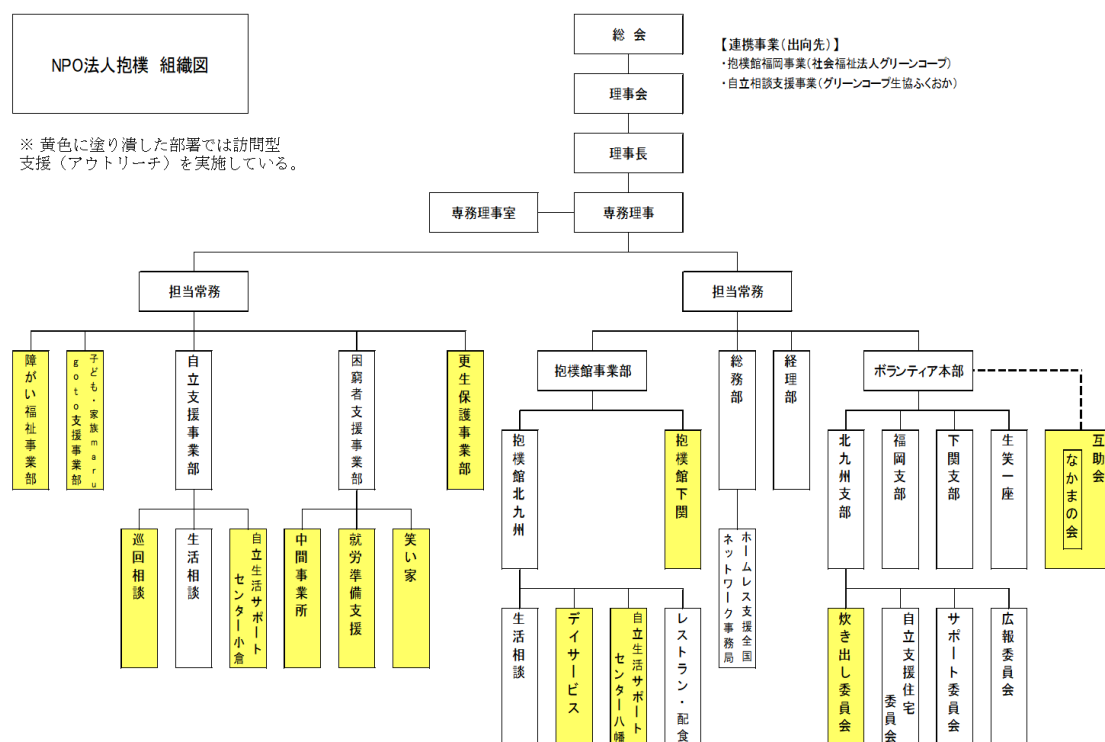 NPO法人抱樸 組織図
※ 黄色に塗り潰した部署では訪問型
支援（アウトリーチ）を実施している。
総 会
理事会
理事長
専務理事室
専務理事
【連携事業（出向先）】
・抱樸館福岡事業（社会福祉法人グリーンコープ）
・自立相談支援事業（グリーンコープ生協ふくおか）
担当常務
担当常務
障がい福祉事業部
子ども・家族maru
goto支援事業部
自立支援事業部
困窮者支援事業部
更生保護事業部
抱樸館事業部
総務部
経理部
ボランティア本部
巡回相談
生活相談
自立生活サポート
センター小倉
中間事業所
就労準備支援
笑い家
抱樸館北九州
抱樸館下関
ホームレス支援全国
ネットワーク事務局
北九州支部
福岡支部
下関支部
生笑一座
互助会
なかまの会
生活相談
デイサービス
自立生活サポート
センター八幡
レストラン・配食
炊き出し委員会
自立支援住宅
委員会
サポート委員会
広報委員会